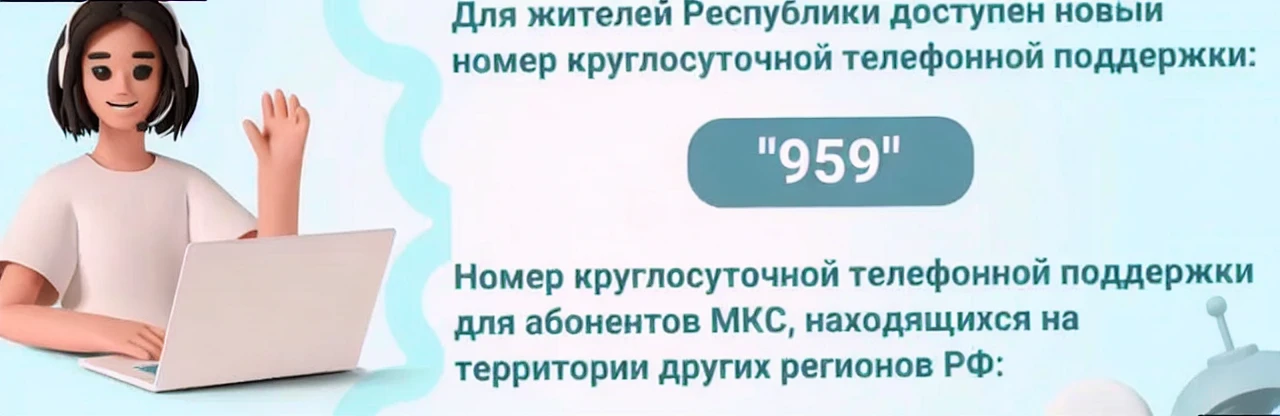 Для жителей Республики доступен новый
номер круглосуточной телефонной поддержки:
"959"
Номер круглосуточной телефонной поддержки
для абонентов МКС, находящихся на
территории других регионов РФ: